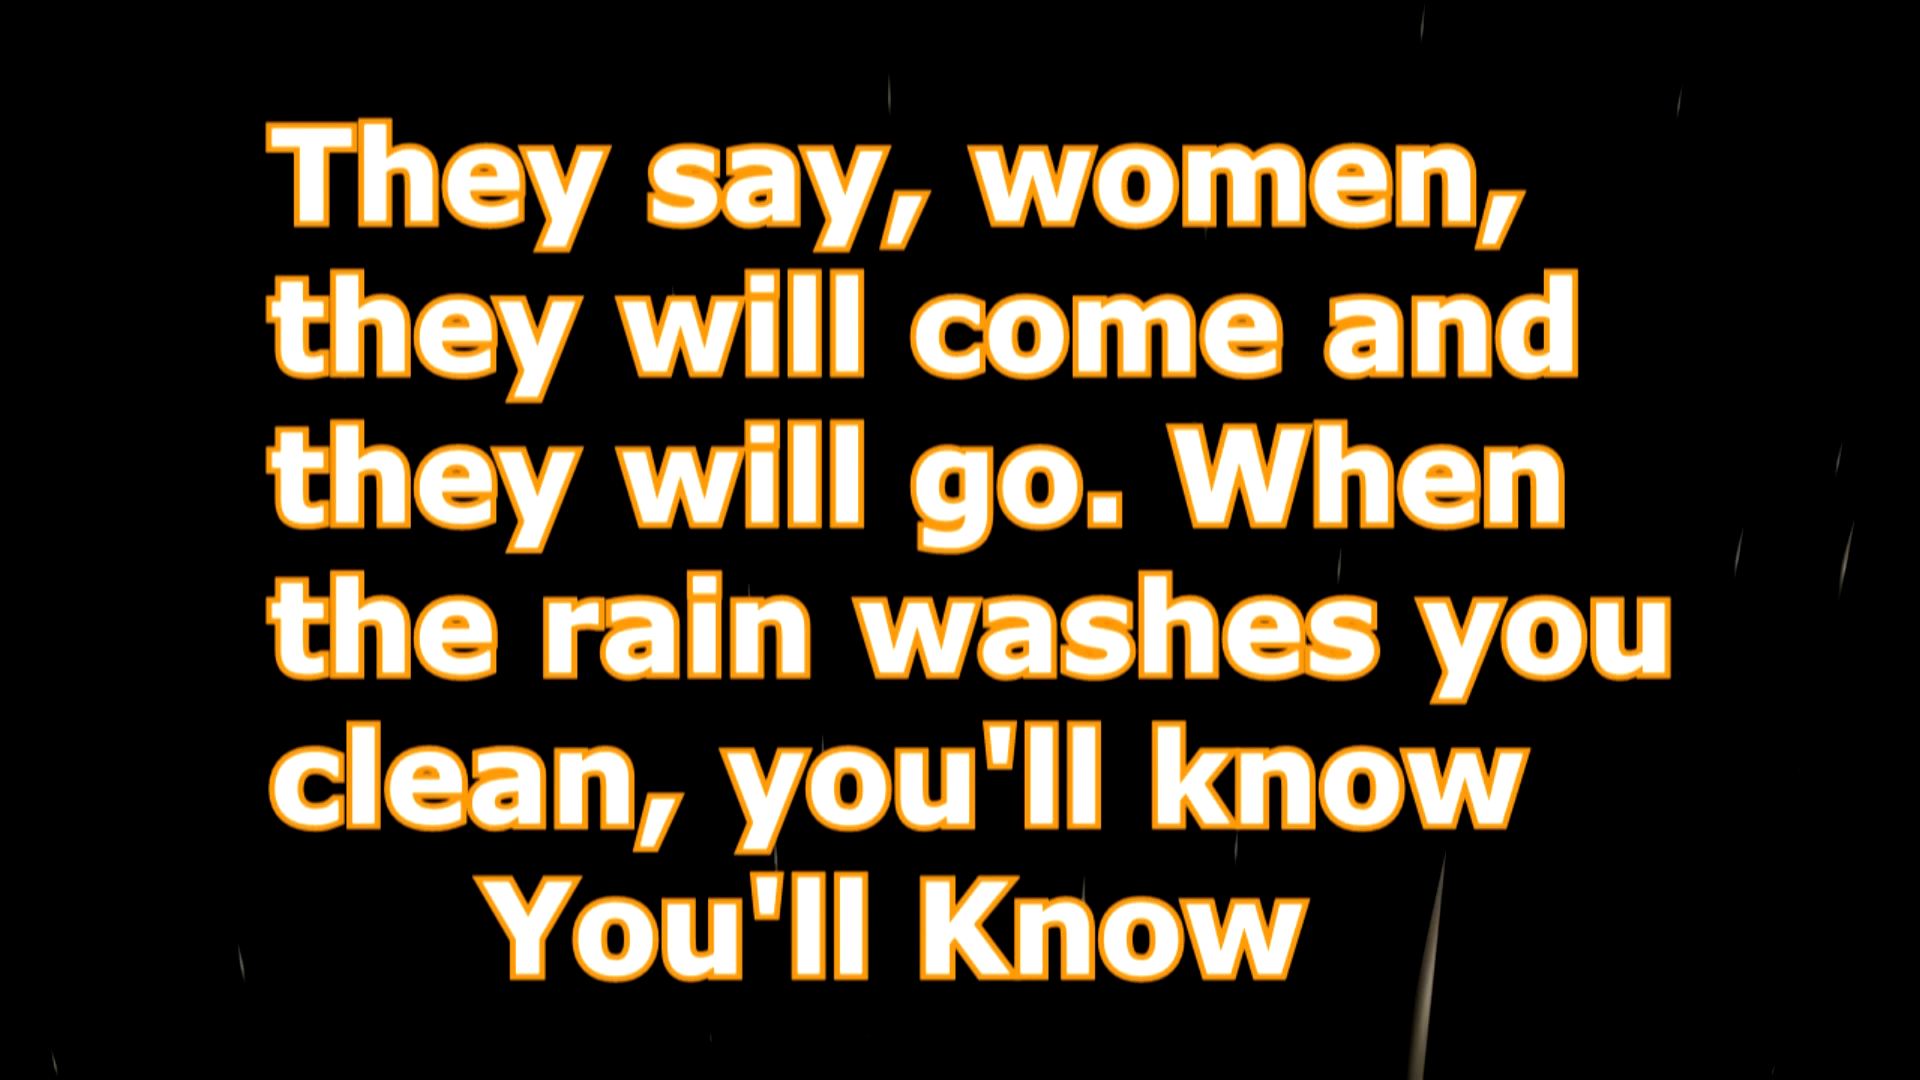 They say, women,
they will come and
they will go. When
the rain washes you
clean, you'll know
You'll Know